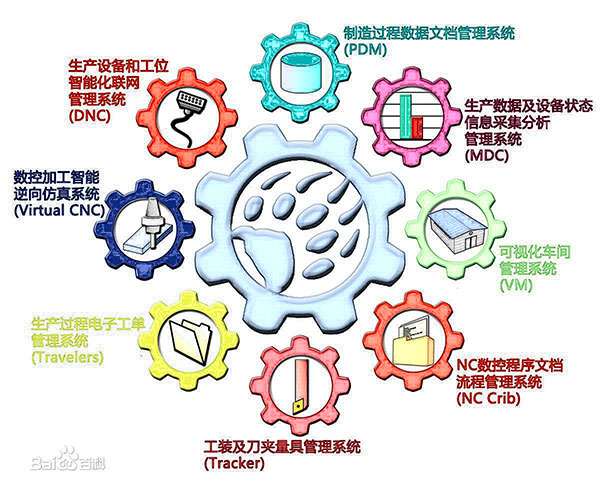 制造过程数据文档管理系统
(PDM)
生产设备和工位
智能化联网
管理系统
(DNC)
生产数据及设备状态
信息采集分析
管理系统
(MDC)
数控加工智能
逆向仿真系统
(Virtual CNC)
可视化车间
管理系统
(VM)
生产过程电子工单
管理系统
(Travelers)
NC数控程序文档
流程管理系统
(NC Crib)
工装及刀夹量具管理系统
(Tracker)
Bai百科